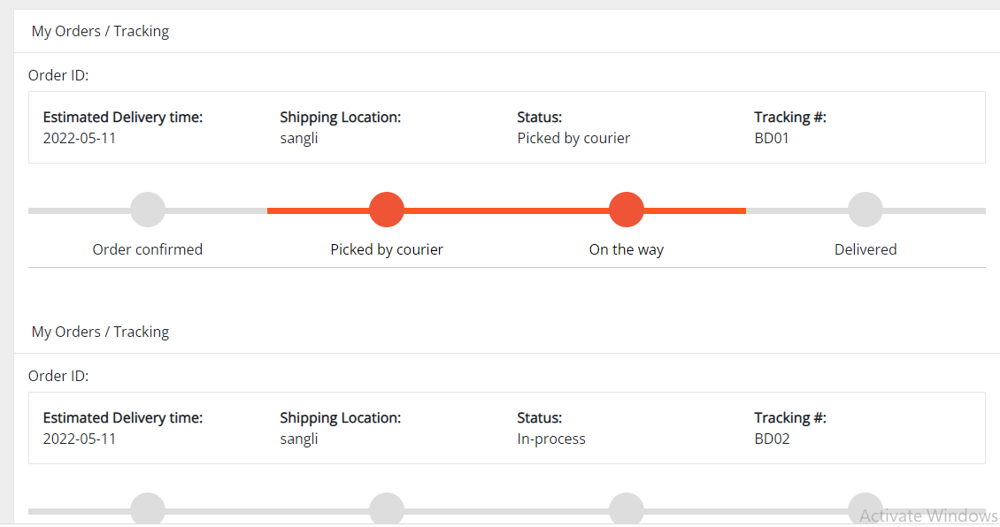 My Orders / Tracking
Order ID:
Estimated Delivery time: Shipping Location: Status: Tracking #:
2022-05-11 sangli Picked by courier BD01
Order confirmed Picked by courier On the way Delivered
My Orders / Tracking
Order ID:
Estimated Delivery time: Shipping Location: Status: Tracking #:
2022-05-11 sangli In-process BD02
Activate Windows